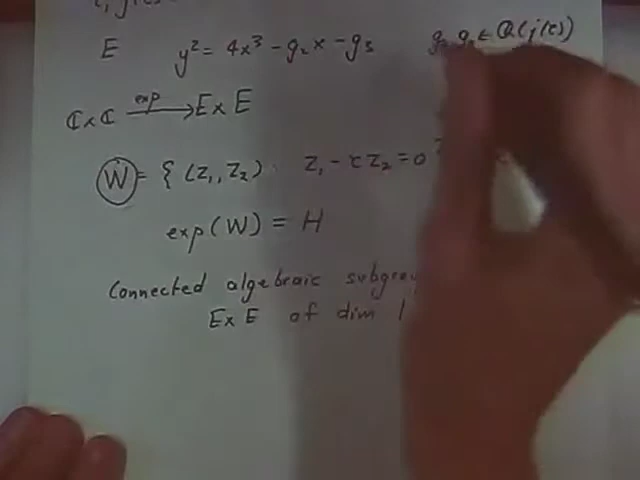 E y² = 4x³ - g₂x - g₃ g₂, g₃ ∈ Q(j(τ))
ℂ×ℂ exp → E×E
W = { (z₁, z₂) : z₁ - τz₂ = 0
exp(W) = H
Connected algebraic
E×E of dim 1